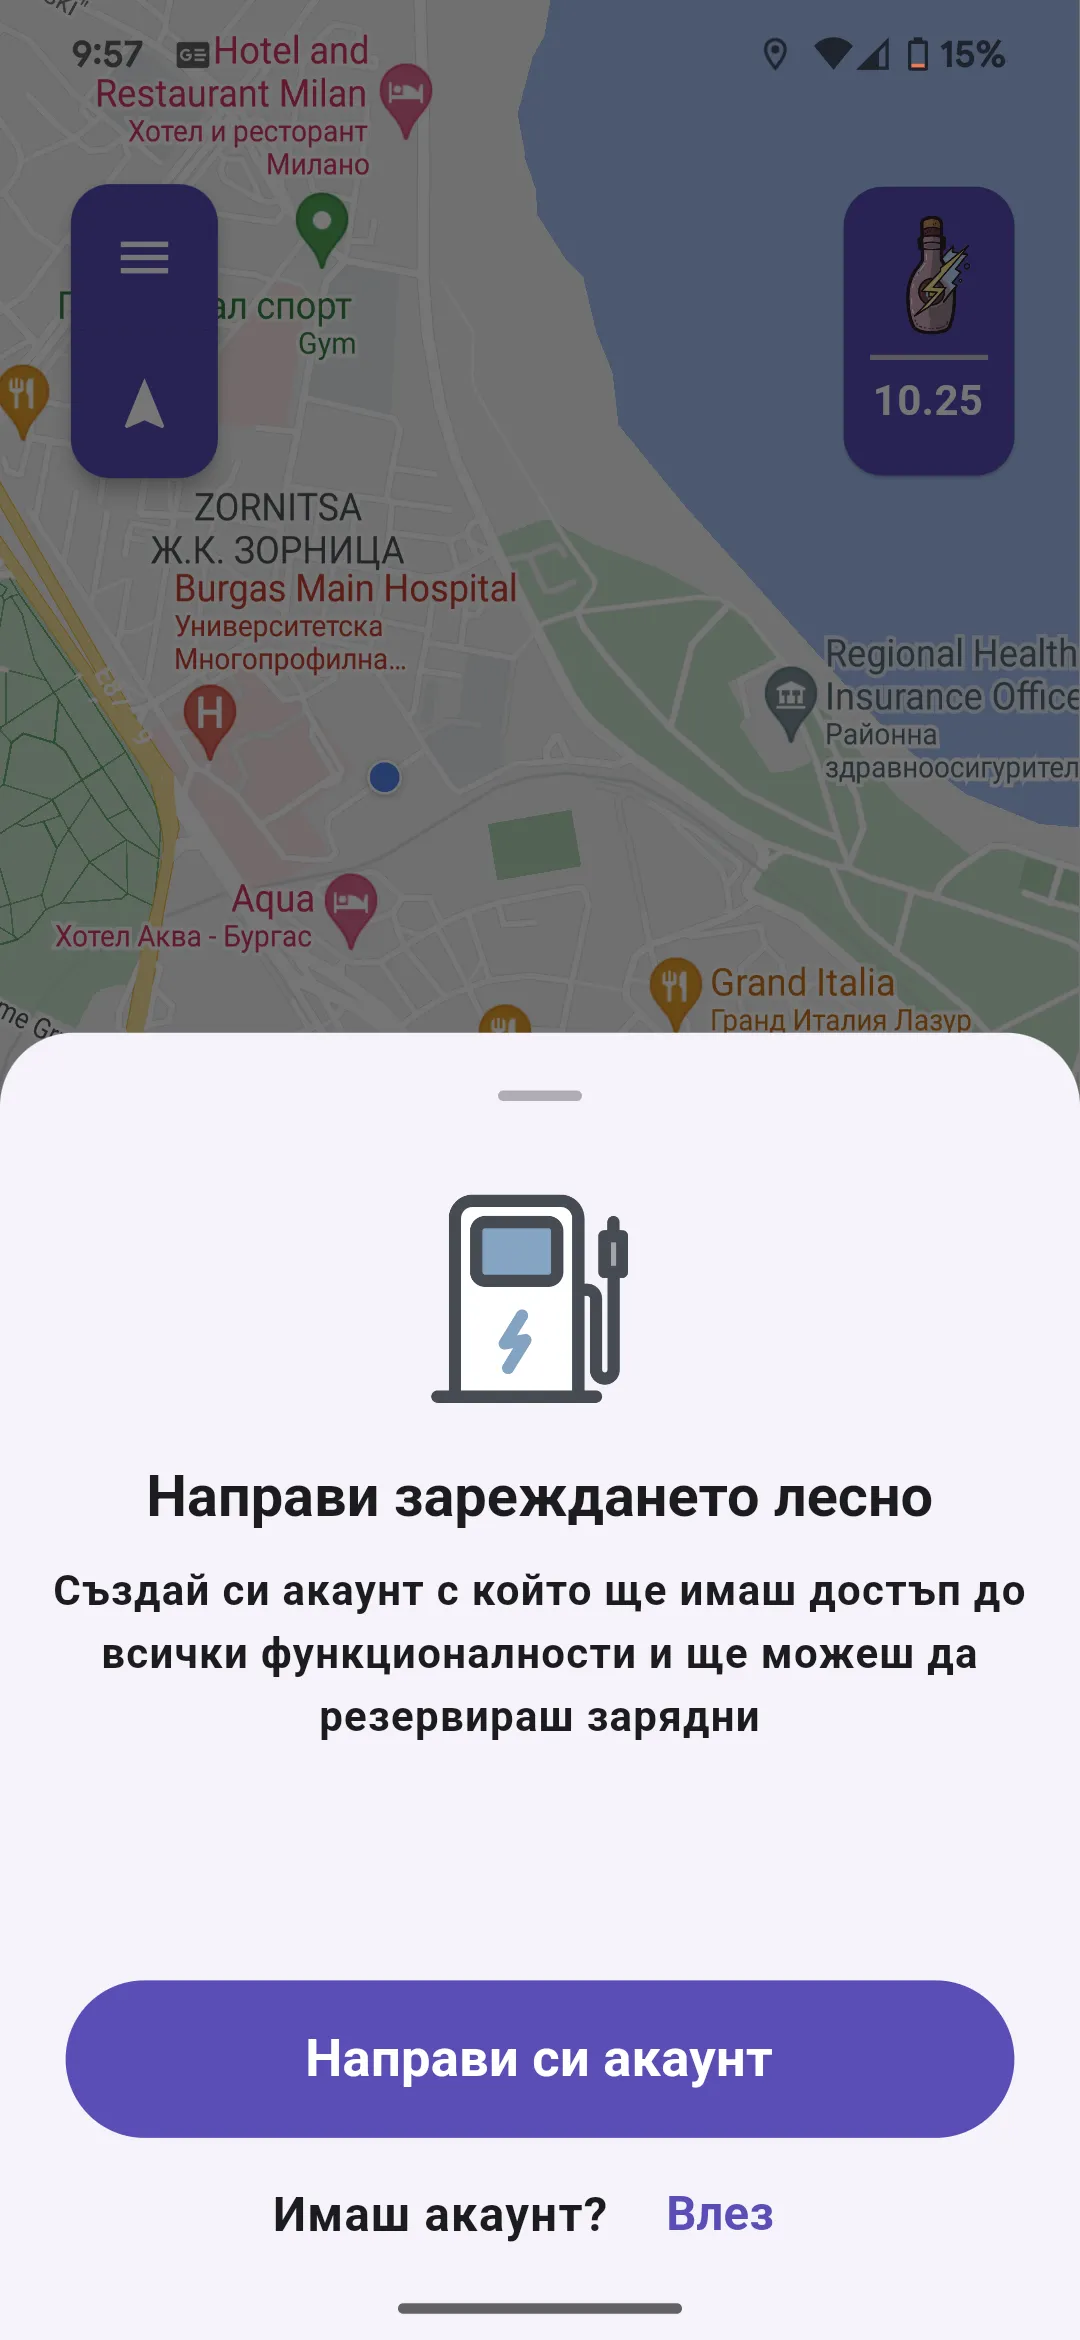 9:57
15%
Hotel and
Restaurant Milan
Хотел и ресторант
Милано
ал спорт
Gym
10.25
ZORNITSA
Ж.К. ЗОРНИЦА
Burgas Main Hospital
Университетска
Многопрофилна...
Regional Health
Insurance Office
Районна
здравноосигурител
Aqua
Хотел Аква - Бургас
Grand Italia
Гранд Италия Лазур
me Gr
Направи зареждането лесно
Създай си акаунт с който ще имаш достъп до
всички функционалности и ще можеш да
резервираш зарядни
Направи си акаунт
Имаш акаунт? Влез